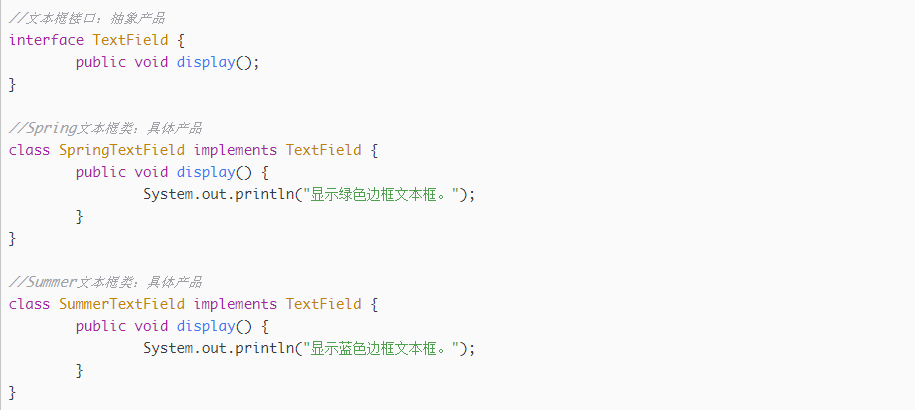 //文本框接口：抽象产品
interface TextField {
public void display();
}
//Spring文本框类：具体产品
class SpringTextField implements TextField {
public void display() {
System.out.println("显示绿色边框文本框。");
}
}
//Summer文本框类：具体产品
class SummerTextField implements TextField {
public void display() {
System.out.println("显示蓝色边框文本框。");
}
}